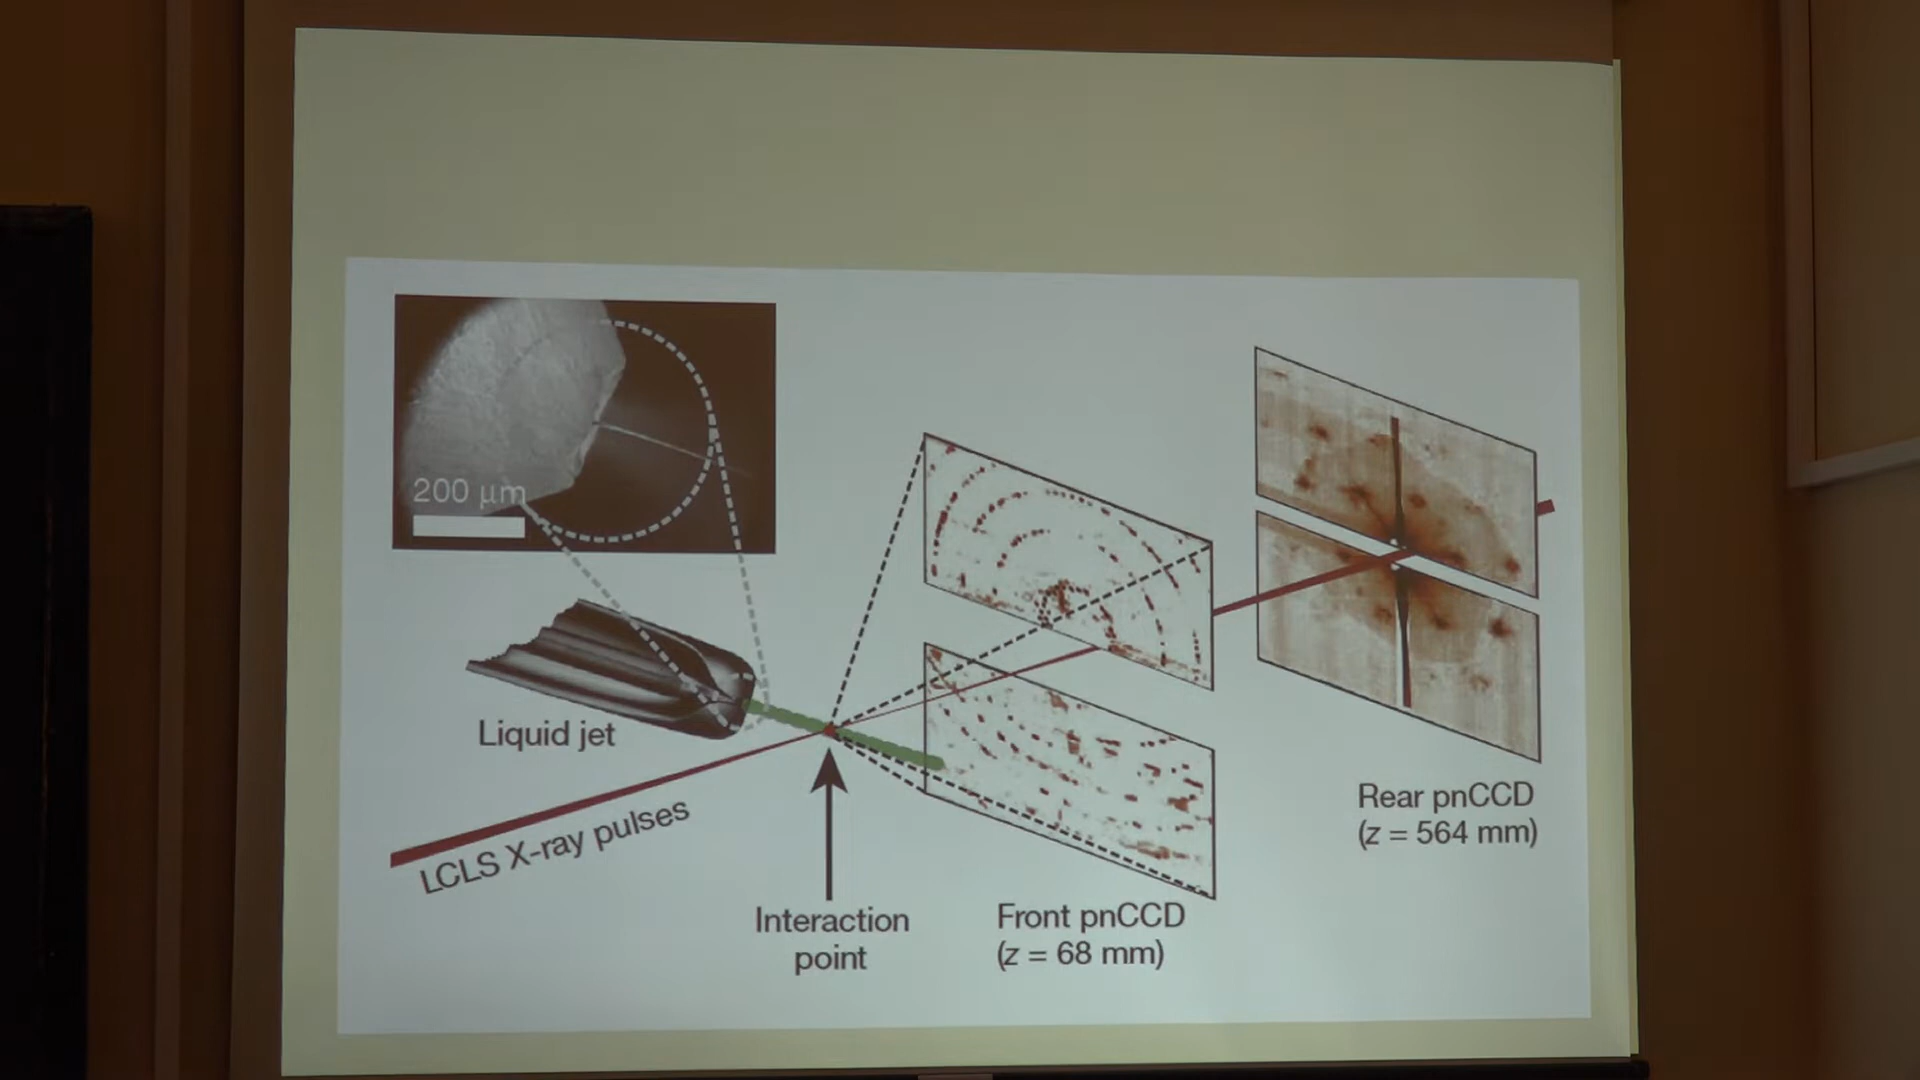 200 μm
Liquid jet
LCLS X-ray pulses
Interaction
point
Front pnCCD
(z = 68 mm)
Rear pnCCD
(z = 564 mm)